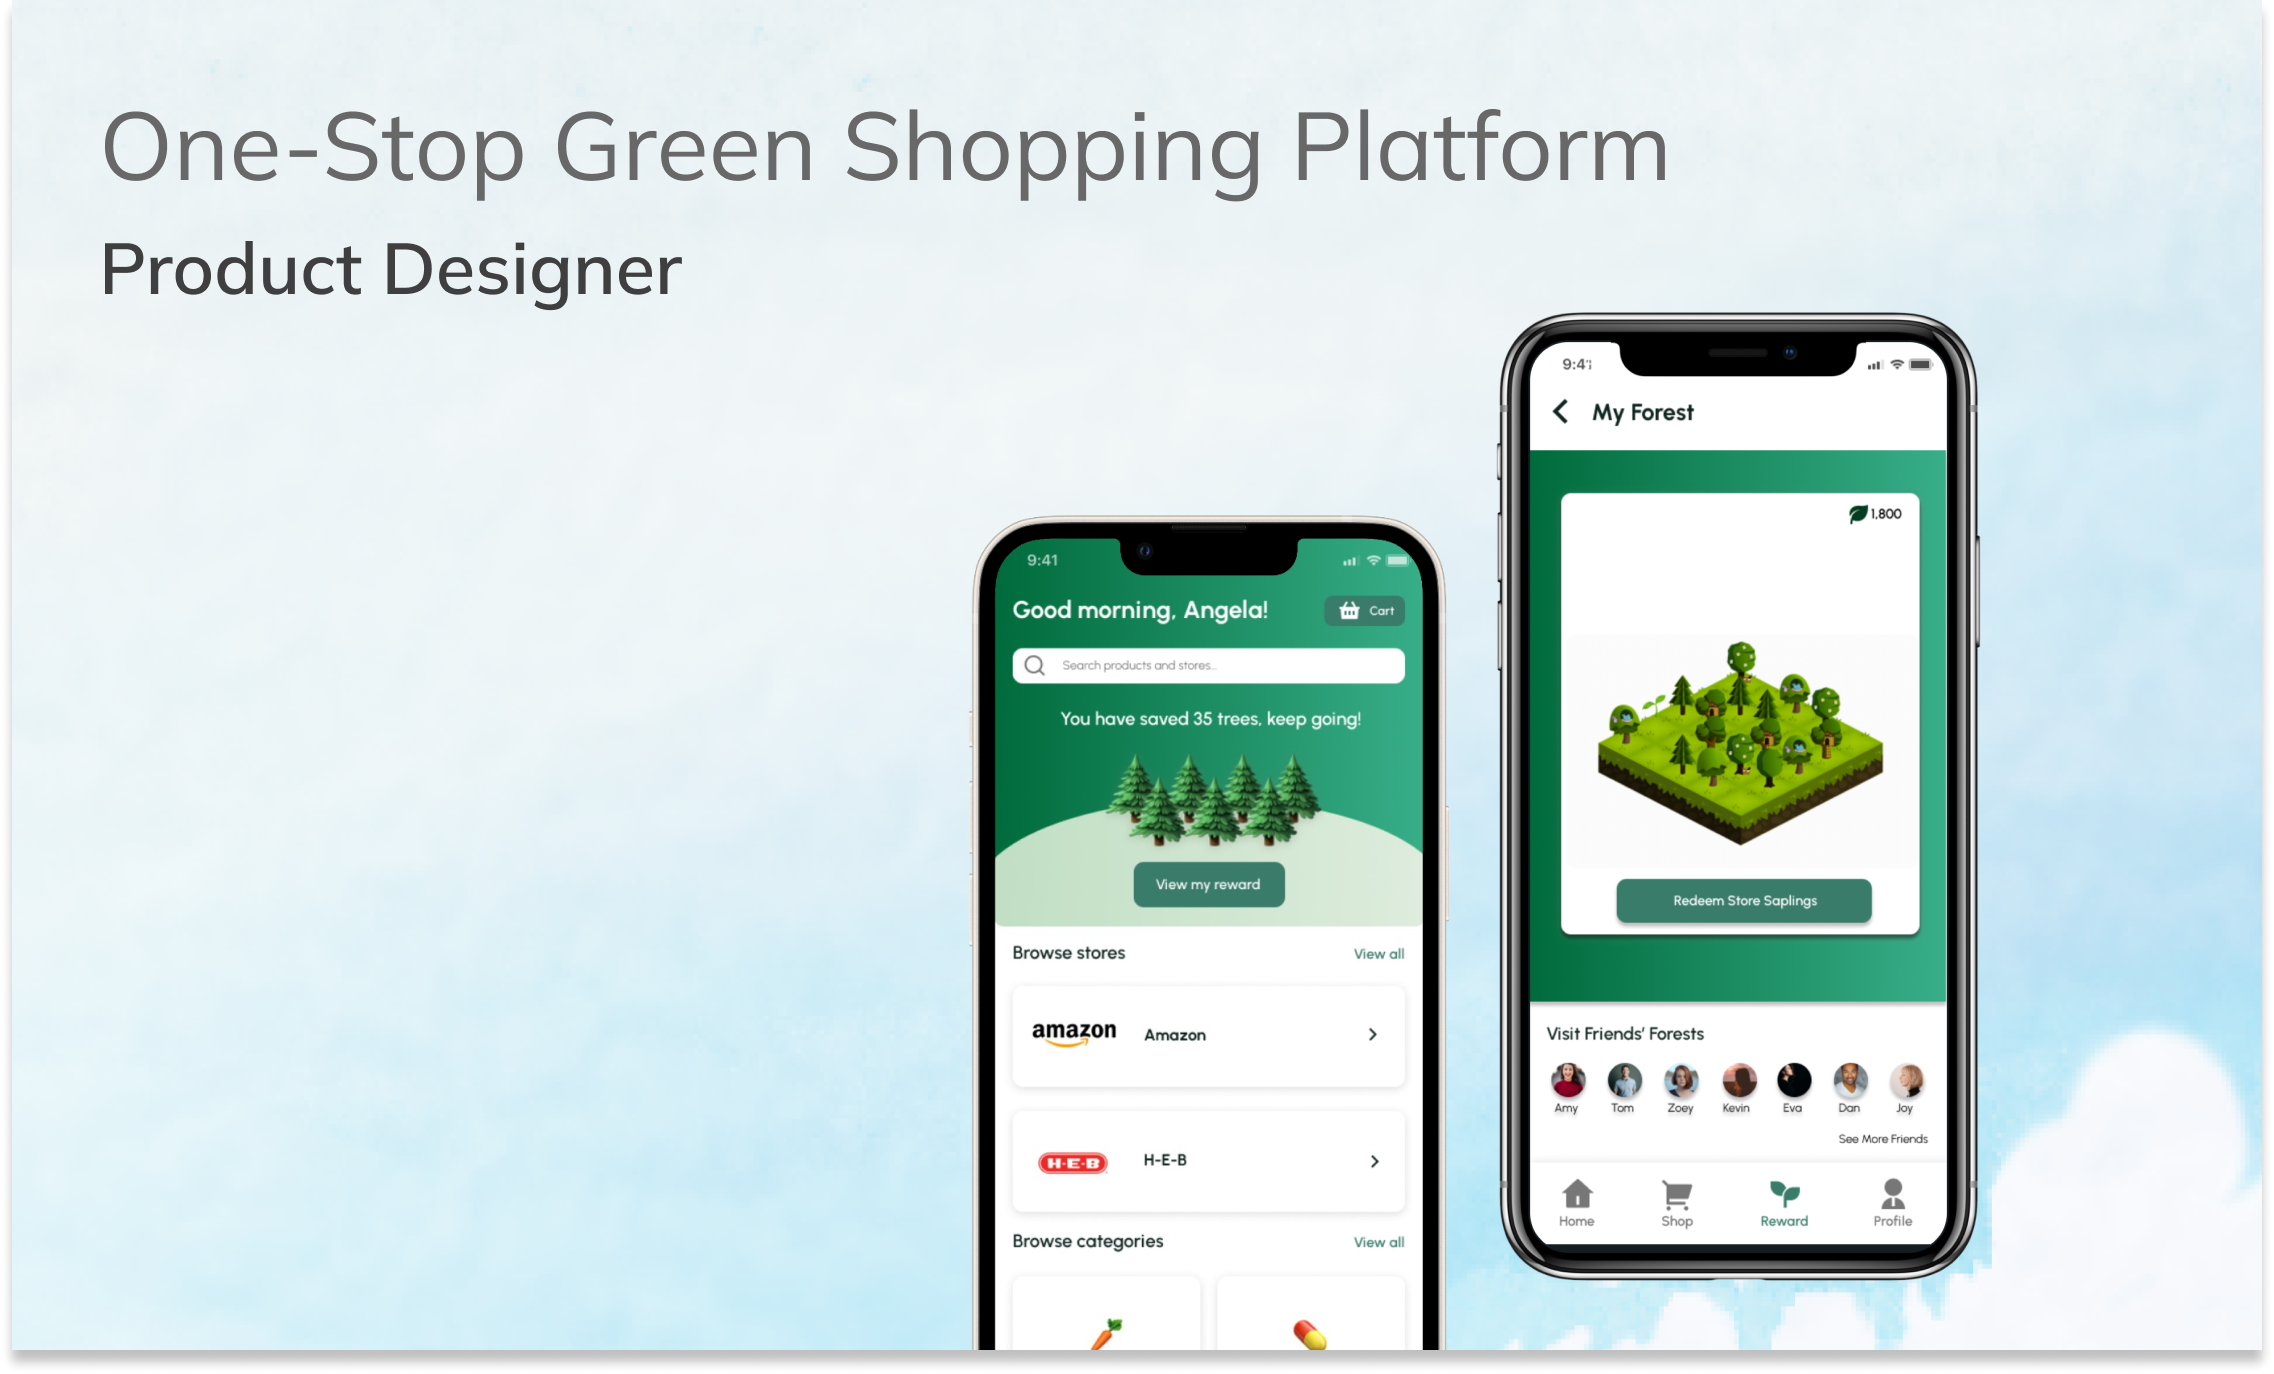 One-Stop Green Shopping Platform
Product Designer
9:41
Good morning, Angela!
Cart
Search products and stores...
You have saved 35 trees, keep going!
View my reward
Browse stores
View all
amazon
Amazon
H-E-B
H-E-B
Browse categories
View all
9:41
My Forest
1,800
Redeem Store Saplings
Visit Friends' Forests
Amy Tom Zoey Kevin Eva Dan Joy
See More Friends
Home Shop Reward Profile